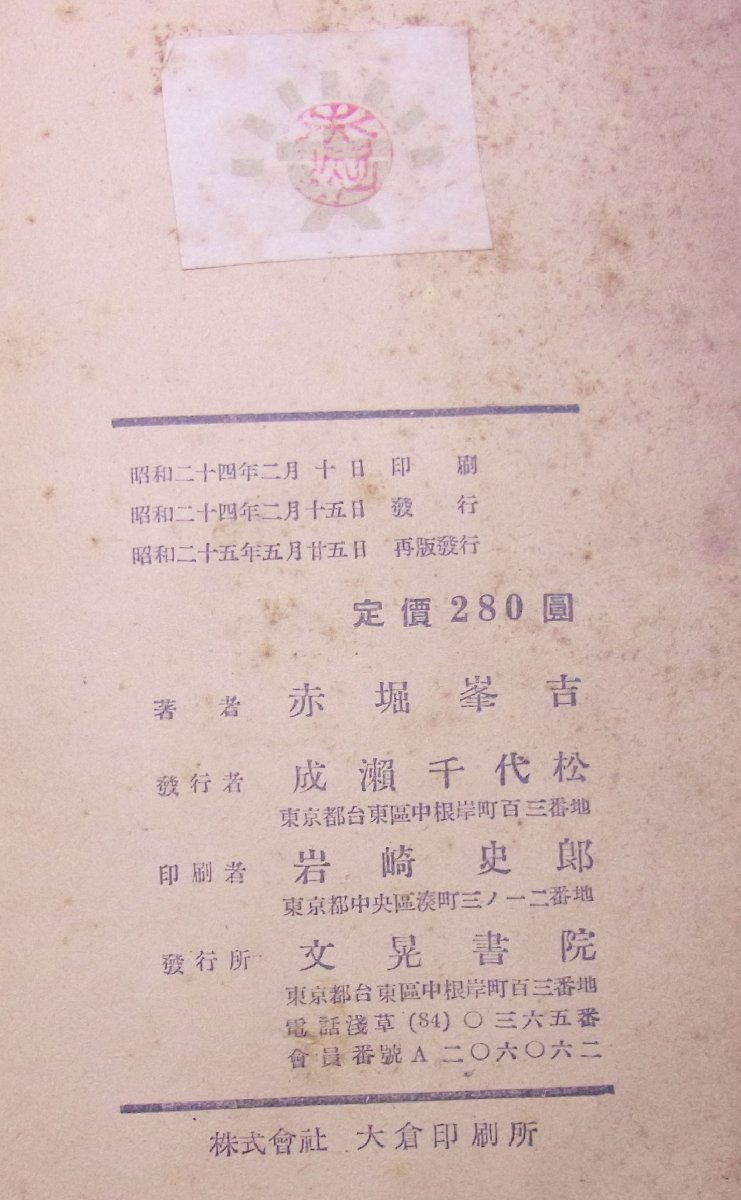 昭和二十四年二月十日 印刷
昭和二十四年二月十五日 發行
昭和二十五年五月廿五日 再版發行
定價 280 圓
著者 赤堀峯吉
發行者 成瀨千代松
東京都台東區中根岸町百三番地
印刷者 岩崎史郎
東京都中央區湊町三ノ一二番地
發行所 文晃書院
東京都台東區中根岸町百三番地
電話淺草 (84) 〇三六五番
會員番號 A 二〇六〇六二
株式會社 大倉印刷所